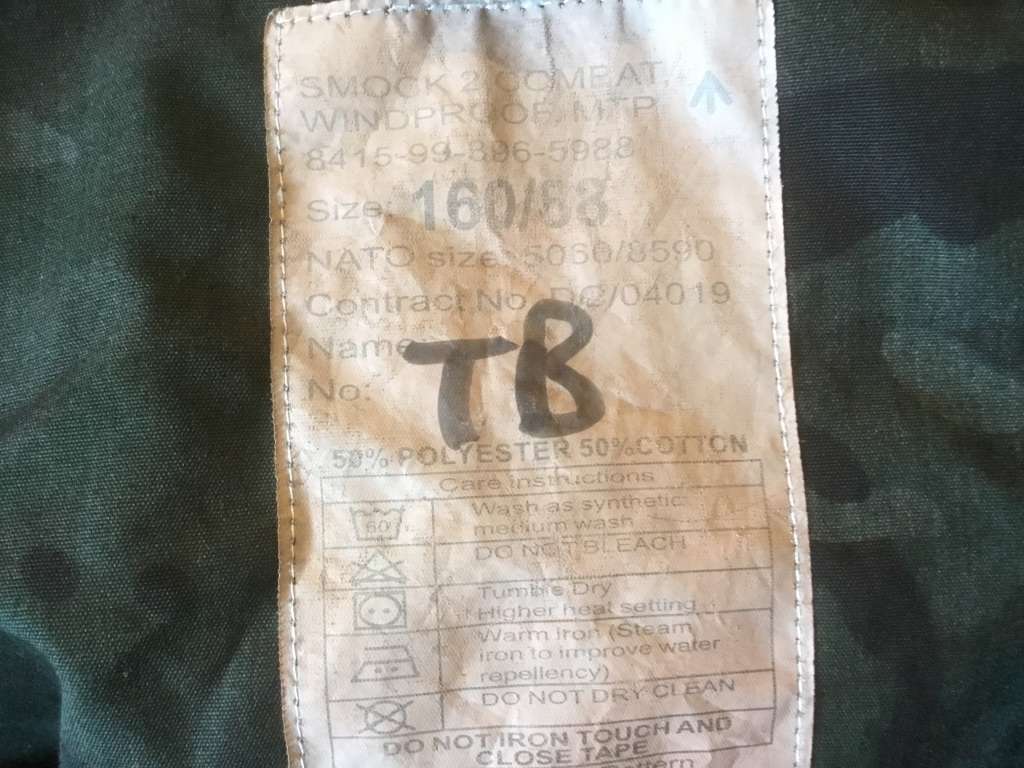 SMOCK 2 COMBAT
WINDPROOF, MTP
8415-99-896-5988
Size: 160/88
NATO size: 5060/8590
Contract No. DC/04019
Name
No:
TB
50% POLYESTER 50%COTTON
Care instructions
60
Wash as synthetic
medium wash
DO NOT BLEACH
Tumble Dry
Higher heat setting
Warm iron (Steam
iron to improve water
repellency)
DO NOT DRY CLEAN
DO NOT IRON TOUCH AND
CLOSE TAPE